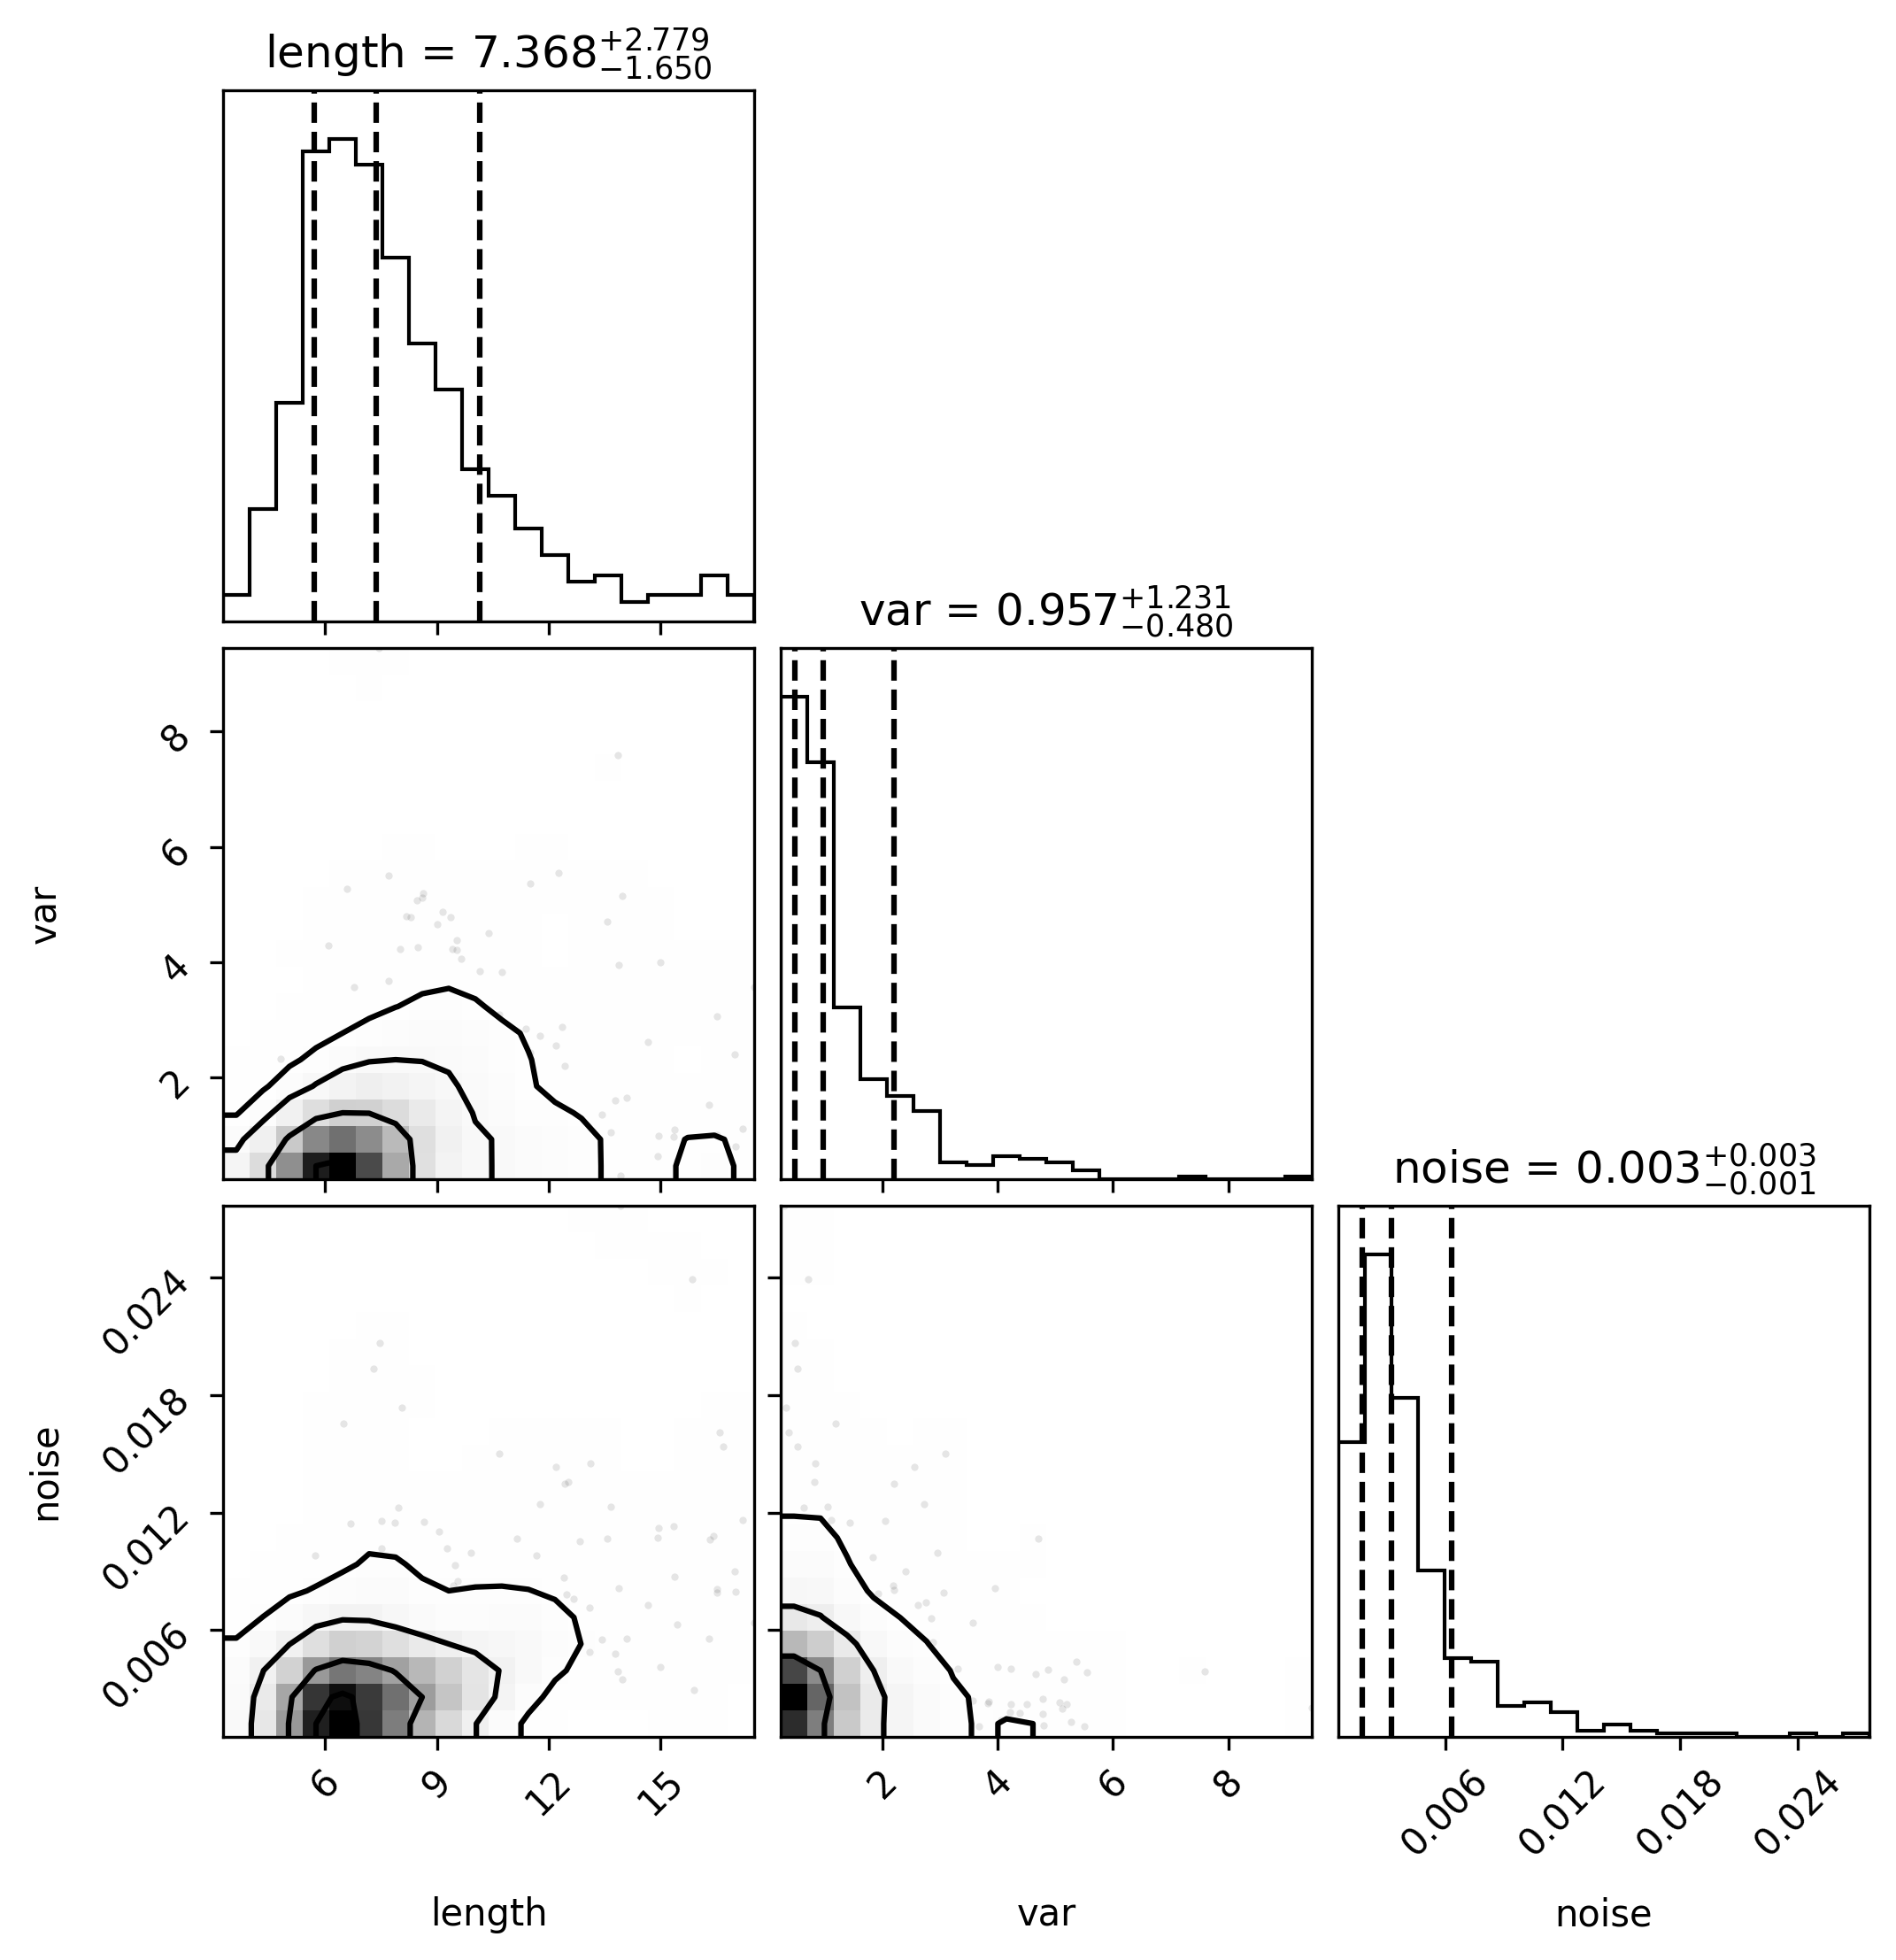 length = 7.368 +2.779 −1.650
var = 0.957 +1.231 −0.480
8
6
4
2
var
noise = 0.003 +0.003 −0.001
0.024
0.018
0.012
0.006
noise
6 9 12 15
2 4 6 8
0.006 0.012 0.018 0.024
length
var
noise